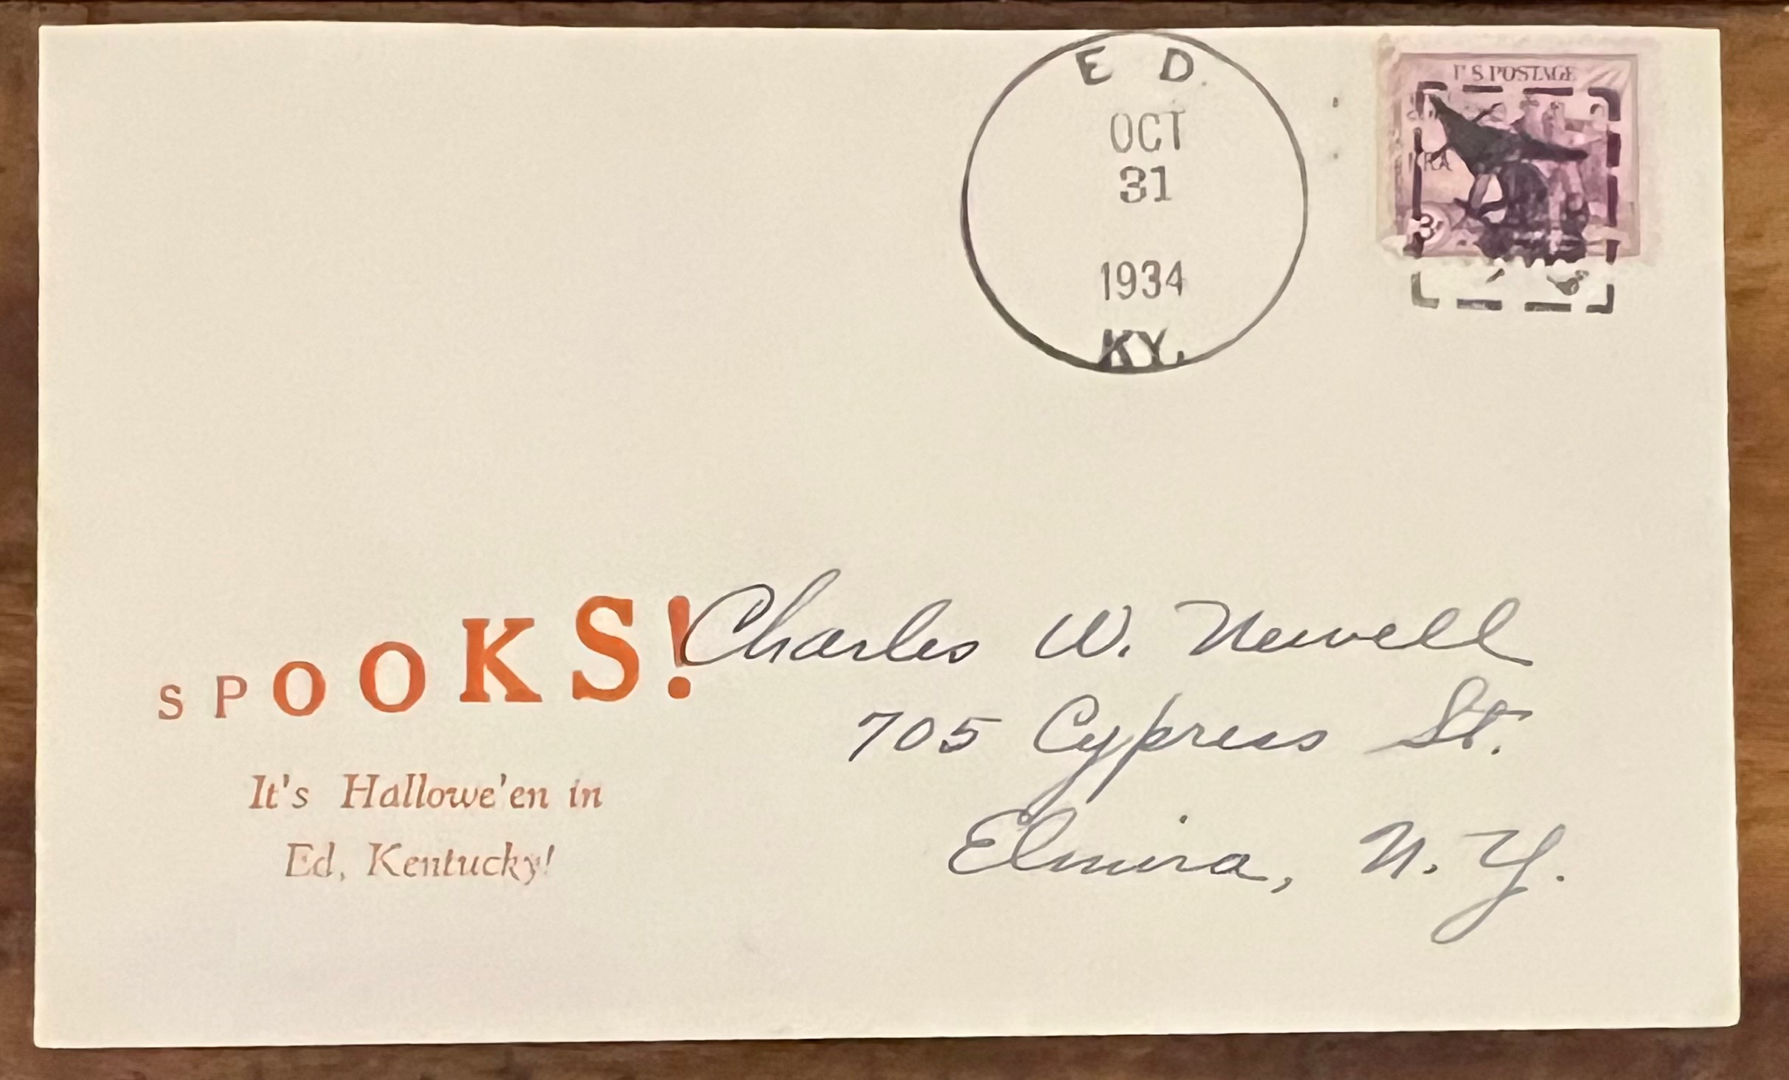 E D
OCT
31
1934
KY.
U S POSTAGE
NRA
3¢
SPOOKS!
It's Hallowe'en in
Ed, Kentucky!
Charles W. Newell
705 Cypress St.
Elmira, N. Y.